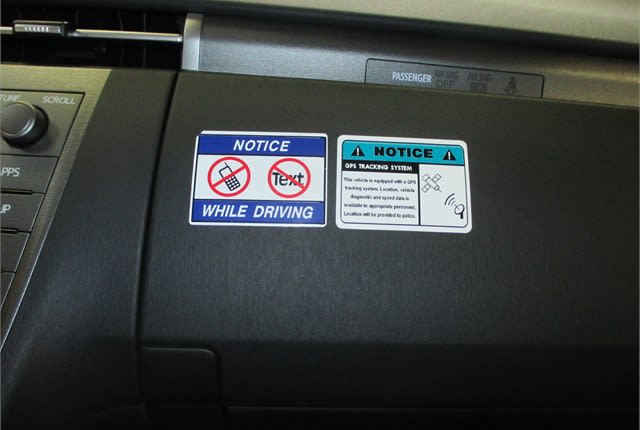 PASSENGER AIR BAG AIR BAG
OFF
TUNE SCROLL
APPS
NOTICE
Text
WHILE DRIVING
NOTICE
GPS TRACKING SYSTEM
This vehicle is equipped with a GPS
tracking system. Location, vehicle
diagnostic and speed data is
available to appropriate personnel.
Location will be provided to police.